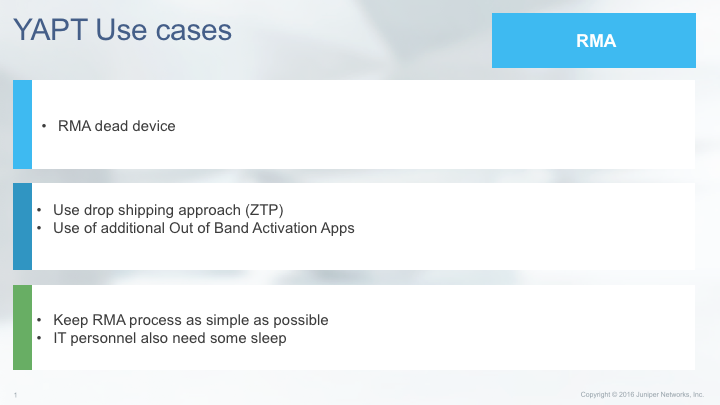 YAPT Use cases
RMA
• RMA dead device
• Use drop shipping approach (ZTP)
• Use of additional Out of Band Activation Apps
• Keep RMA process as simple as possible
• IT personnel also need some sleep
1
Copyright © 2016 Juniper Networks, Inc.